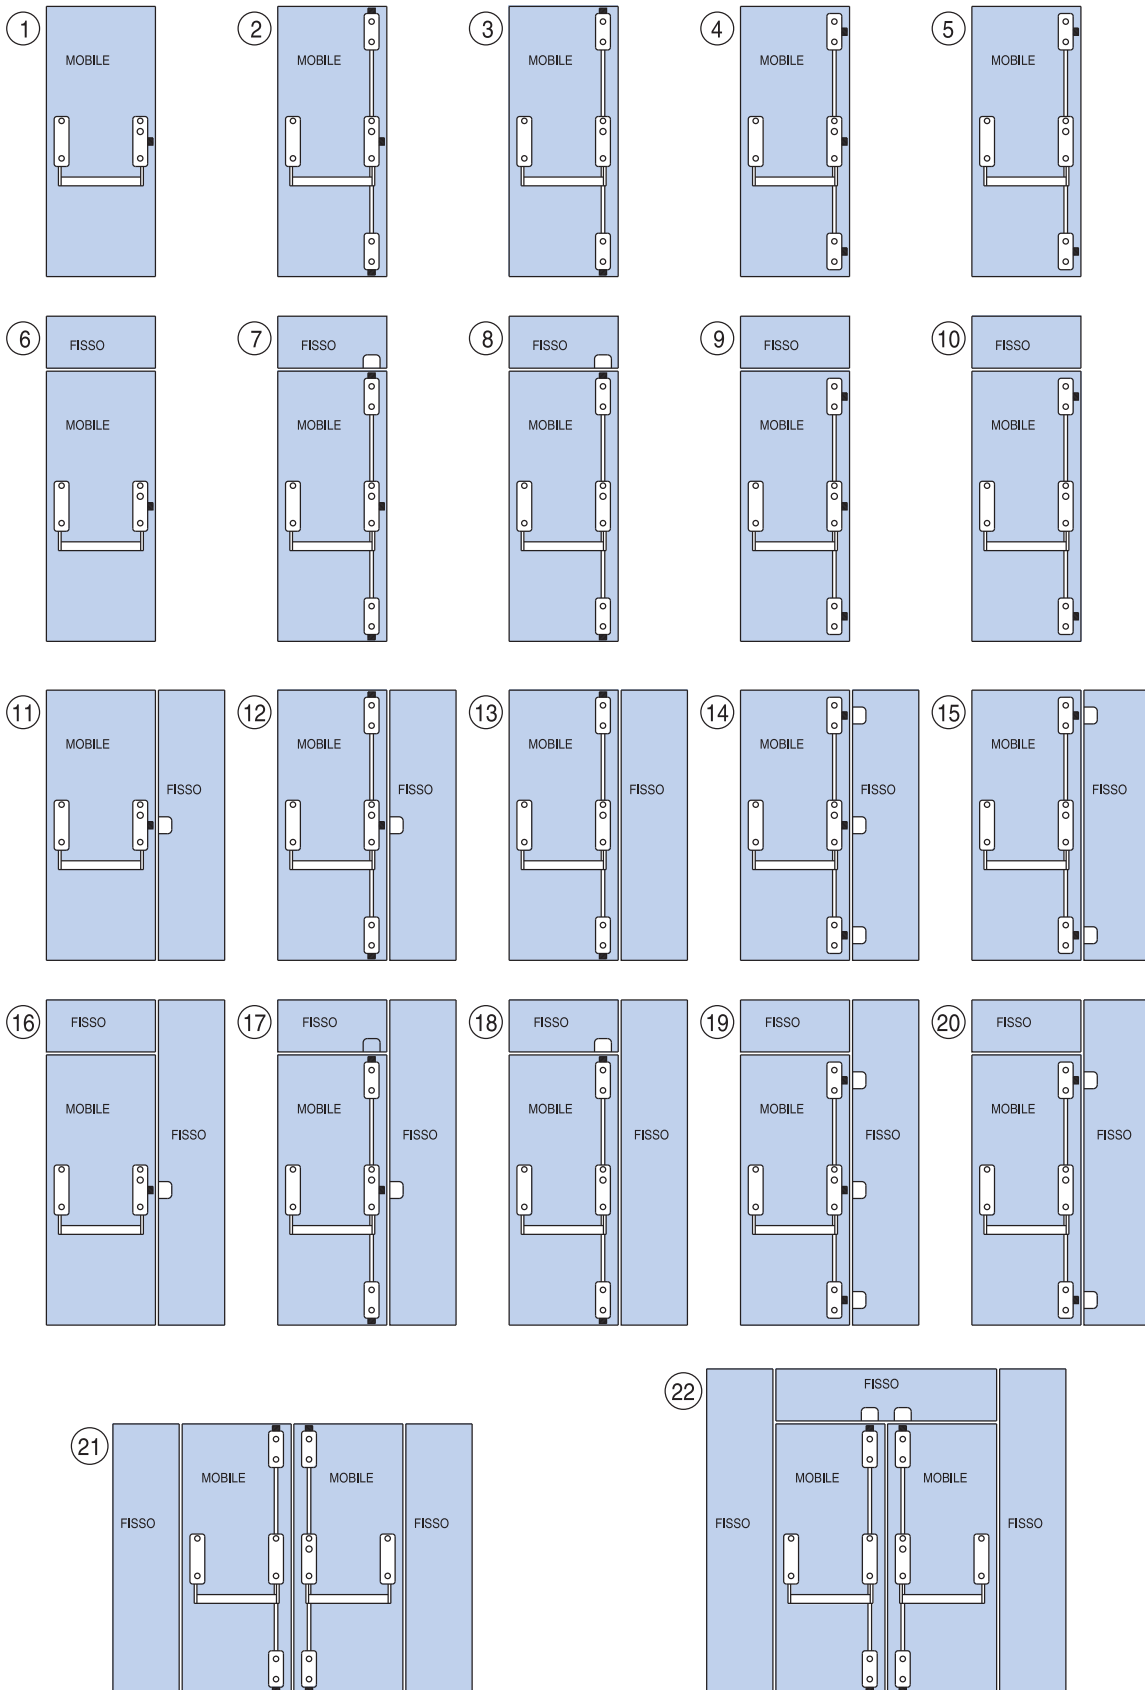 1 2 3 4 5
MOBILE MOBILE MOBILE MOBILE MOBILE
6 7 8 9 10
FISSO FISSO FISSO FISSO FISSO
MOBILE MOBILE MOBILE MOBILE MOBILE
11 12 13 14 15
MOBILE MOBILE MOBILE MOBILE MOBILE
FISSO FISSO FISSO FISSO FISSO
16 17 18 19 20
FISSO FISSO FISSO FISSO FISSO
MOBILE MOBILE MOBILE MOBILE MOBILE
FISSO FISSO FISSO FISSO FISSO
22
FISSO
21
MOBILE MOBILE MOBILE MOBILE
FISSO FISSO FISSO FISSO